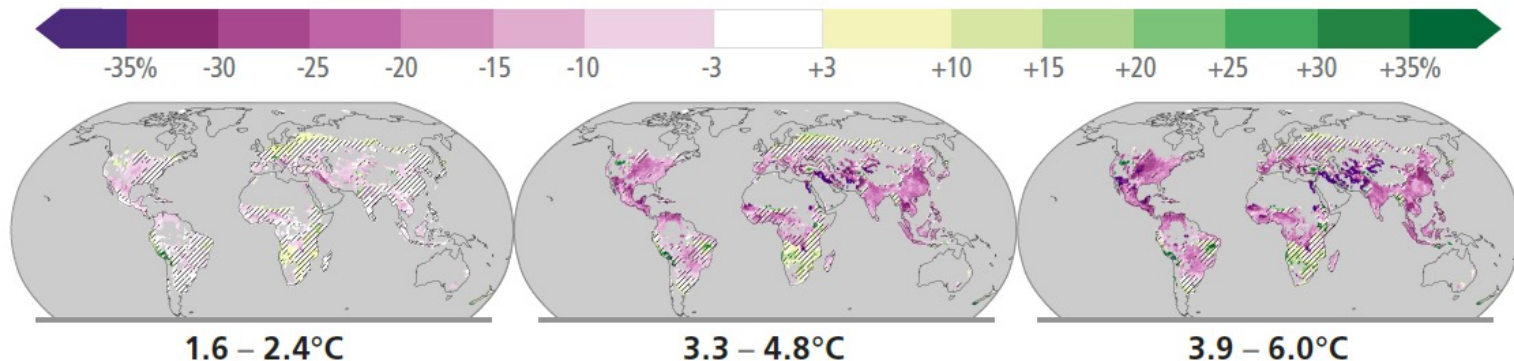 -35% -30 -25 -20 -15 -10 -3 +3 +10 +15 +20 +25 +30 +35%
1.6 – 2.4°C 3.3 – 4.8°C 3.9 – 6.0°C